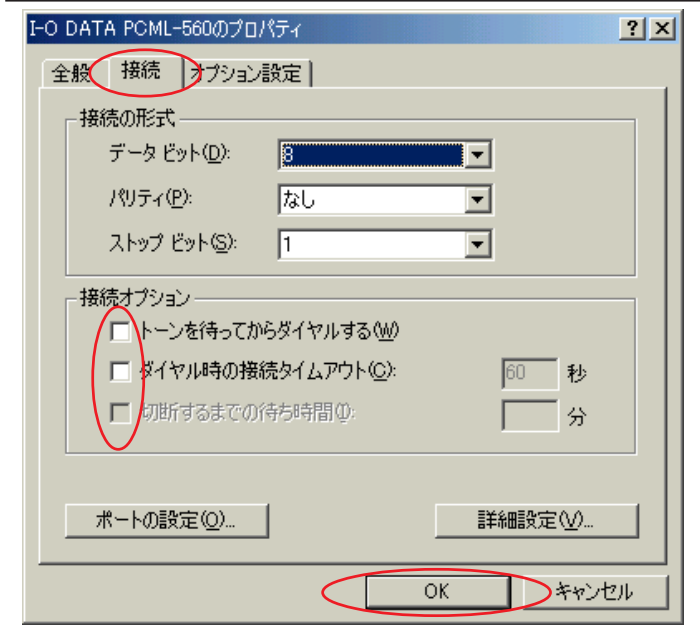 I-O DATA PCML-560のプロパティ
全般 接続 オプション設定
接続の形式
データ ビット(D): 8
パリティ(P): なし
ストップ ビット(S): 1
接続オプション
トーンを待ってからダイヤルする(W)
ダイヤル時の接続タイムアウト(C): 60 秒
切断するまでの待ち時間(I): 分
ポートの設定(O)... 詳細設定(V)...
OK キャンセル